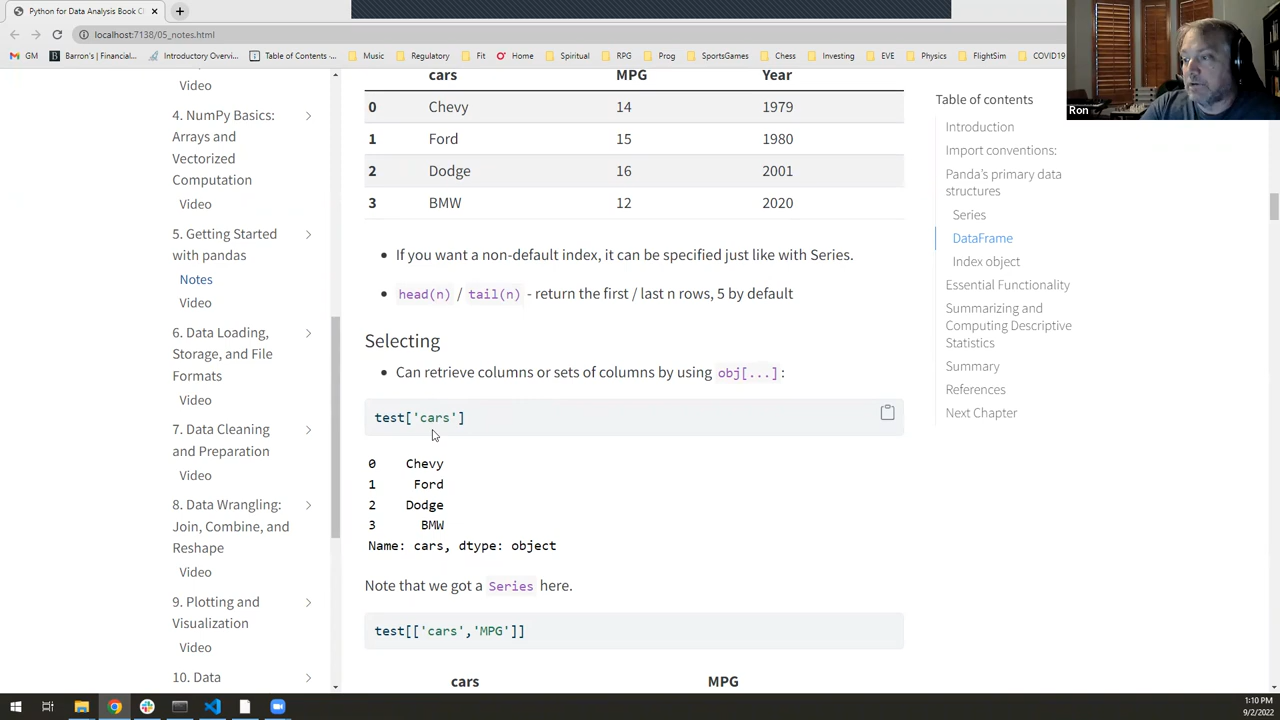 Python for Data Analysis Book Cl
localhost:7138/05_notes.html
GM
Barron's | Financial...
Introductory
Table of Contents...
Music
Home
RPG
SportsGames
Chess
EVE
Physics
FlightSim
COVID19
Ron
Video
4. NumPy Basics:
Arrays and
Vectorized
Computation
Video
5. Getting Started
with pandas
Notes
Video
6. Data Loading,
Storage, and File
Formats
Video
7. Data Cleaning
and Preparation
Video
8. Data Wrangling:
Join, Combine, and
Reshape
Video
9. Plotting and
Visualization
Video
10. Data
cars MPG Year
0 Chevy 14 1979
1 Ford 15 1980
2 Dodge 16 2001
3 BMW 12 2020
If you want a non-default index, it can be specified just like with Series.
head(n) / tail(n) - return the first / last n rows, 5 by default
Selecting
Can retrieve columns or sets of columns by using obj[...]:
test['cars']
0 Chevy
1 Ford
2 Dodge
3 BMW
Name: cars, dtype: object
Note that we got a Series here.
test[['cars','MPG']]
cars MPG
Table of contents
Introduction
Import conventions:
Panda's primary data
structures
Series
DataFrame
Index object
Essential Functionality
Summarizing and
Computing Descriptive
Statistics
Summary
References
Next Chapter
1:10 PM
9/2/2022